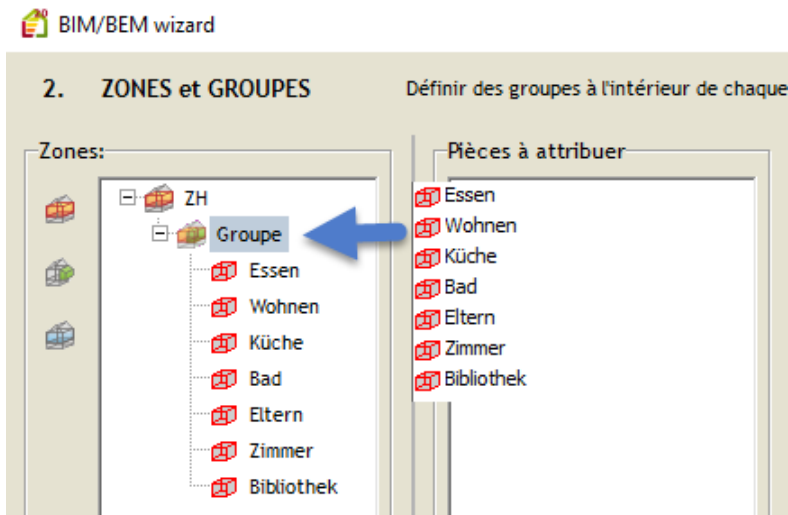 BIM/BEM wizard
2. ZONES et GROUPES
Définir des groupes à l'intérieur de chaque
Zones:
ZH
Groupe
Essen
Wohnen
Küche
Bad
Eltern
Zimmer
Bibliothek
Pièces à attribuer
Essen
Wohnen
Küche
Bad
Eltern
Zimmer
Bibliothek